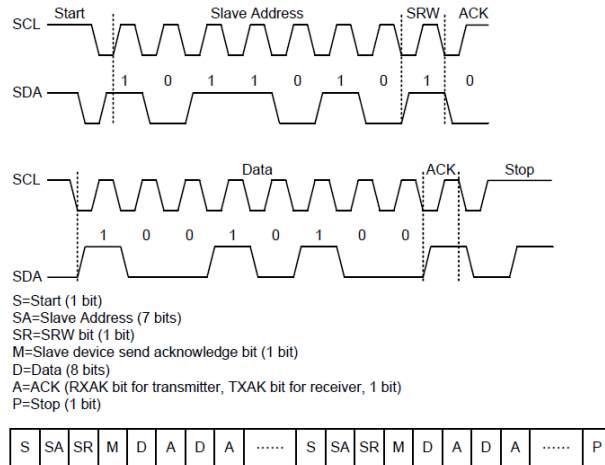 Start Slave Address SRW ACK
SCL
1 0 1 1 0 1 0 1 0
SDA
Data ACK Stop
SCL
1 0 0 1 0 1 0 0
SDA
S=Start (1 bit)
SA=Slave Address (7 bits)
SR=SRW bit (1 bit)
M=Slave device send acknowledge bit (1 bit)
D=Data (8 bits)
A=ACK (RXAK bit for transmitter, TXAK bit for receiver, 1 bit)
P=Stop (1 bit)
S SA SR M D A D A ...... S SA SR M D A D A ...... P